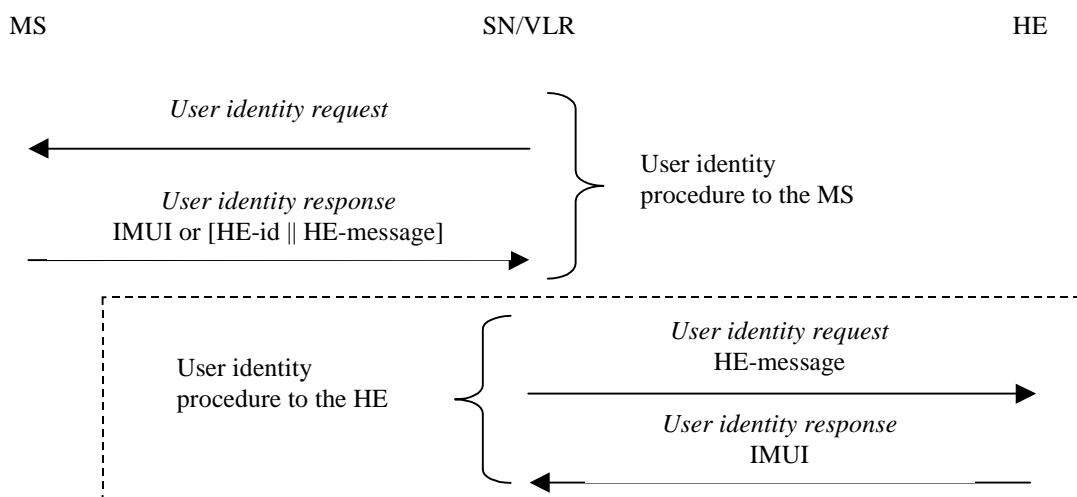 MS SN/VLR HE
User identity request
User identity
procedure to the MS
User identity response
IMUI or [HE-id || HE-message]
User identity request
HE-message
User identity
procedure to the HE
User identity response
IMUI